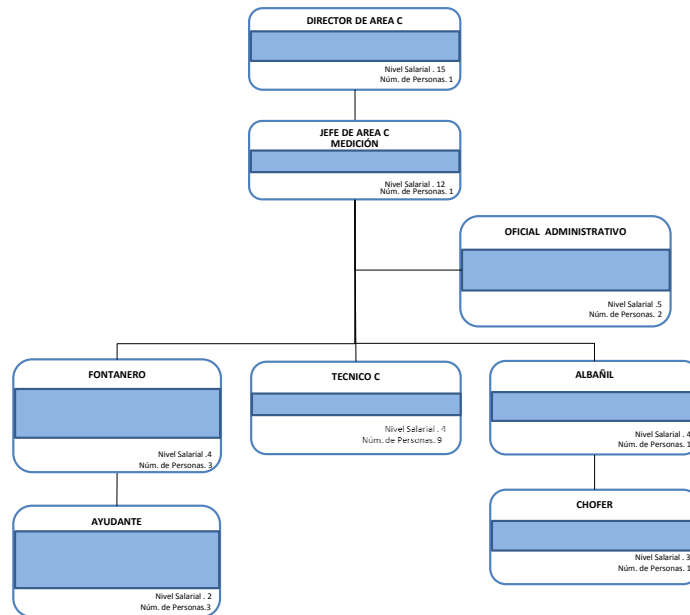 DIRECTOR DE AREA C
Nivel Salarial . 15
Núm. de Personas. 1
JEFE DE AREA C
MEDICIÓN
Nivel Salarial . 12
Núm. de Personas. 1
OFICIAL ADMINISTRATIVO
Nivel Salarial .5
Núm. de Personas. 2
FONTANERO
Nivel Salarial .4
Núm. de Personas. 3
TECNICO C
Nivel Salarial . 4
Núm. de Personas. 9
ALBAÑIL
Nivel Salarial . 4
Núm. de Personas. 1
AYUDANTE
Nivel Salarial . 2
Núm. de Personas.3
CHOFER
Nivel Salarial . 3
Núm. de Personas. 1